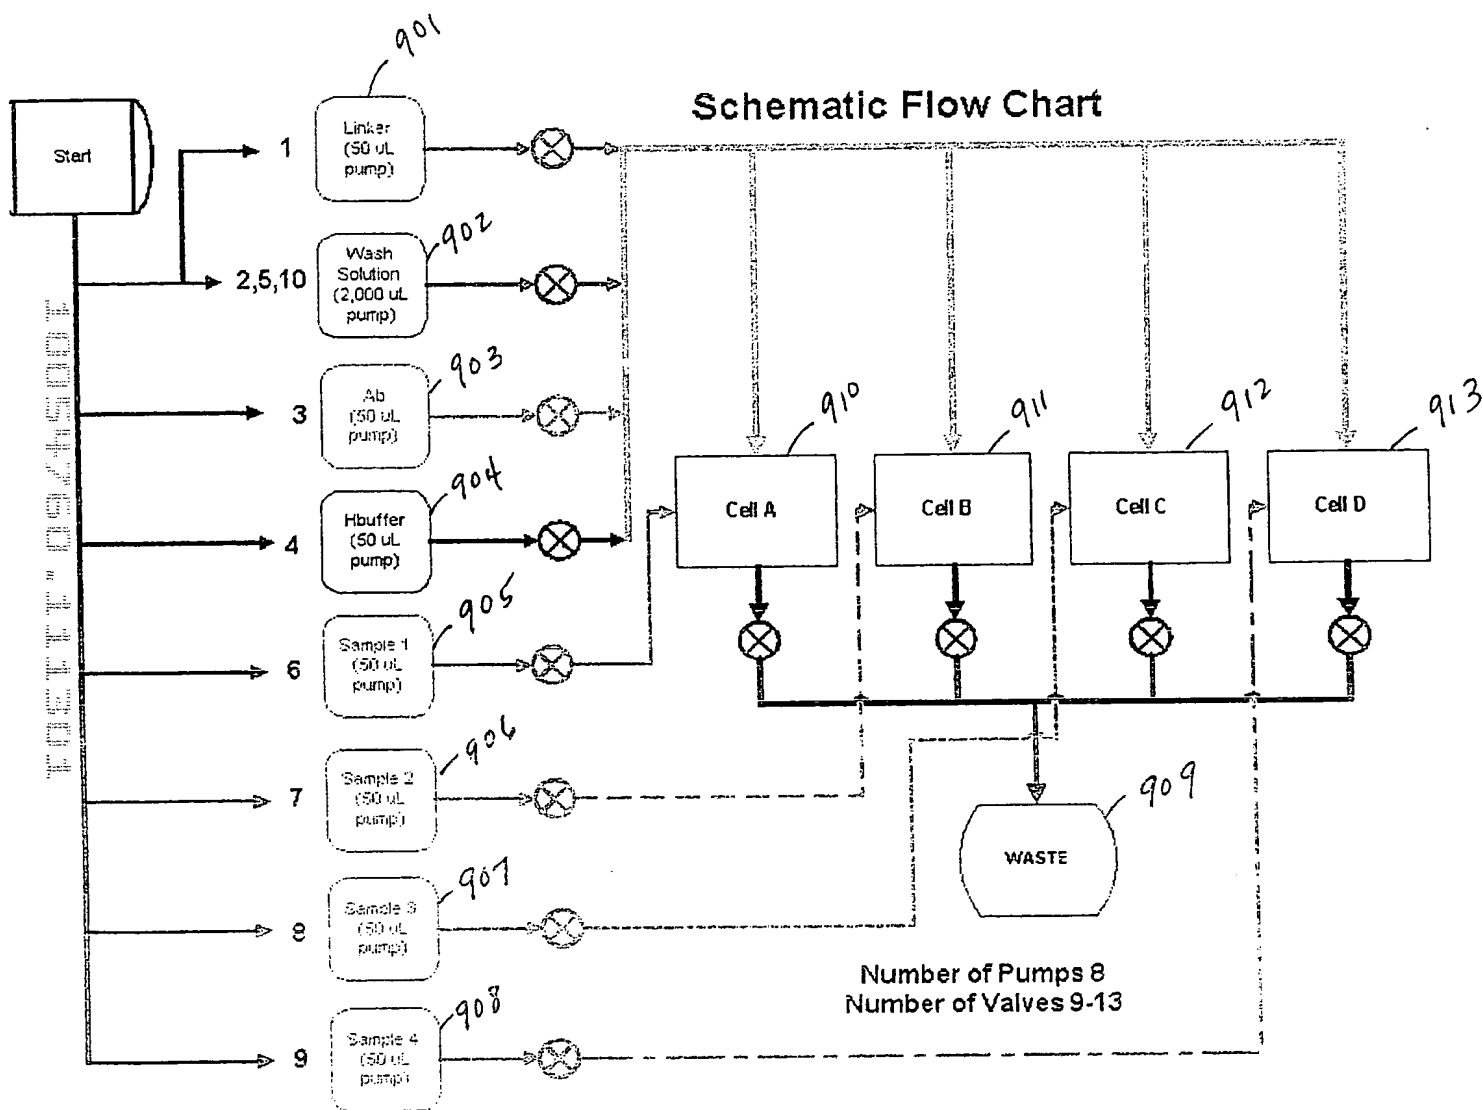 901
Schematic Flow Chart
Start
1
Linker
(50 uL
pump)
902
2,5,10
Wash
Solution
(2,000 uL
pump)
903
3
Ab
(50 uL
pump)
910
911
912
913
904
4
Hbuffer
(50 uL
pump)
Cell A
Cell B
Cell C
Cell D
905
6
Sample 1
(50 uL
pump)
906
7
Sample 2
(50 uL
pump)
909
WASTE
907
8
Sample 3
(50 uL
pump)
Number of Pumps 8
Number of Valves 9-13
908
9
Sample 4
(50 uL
pump)